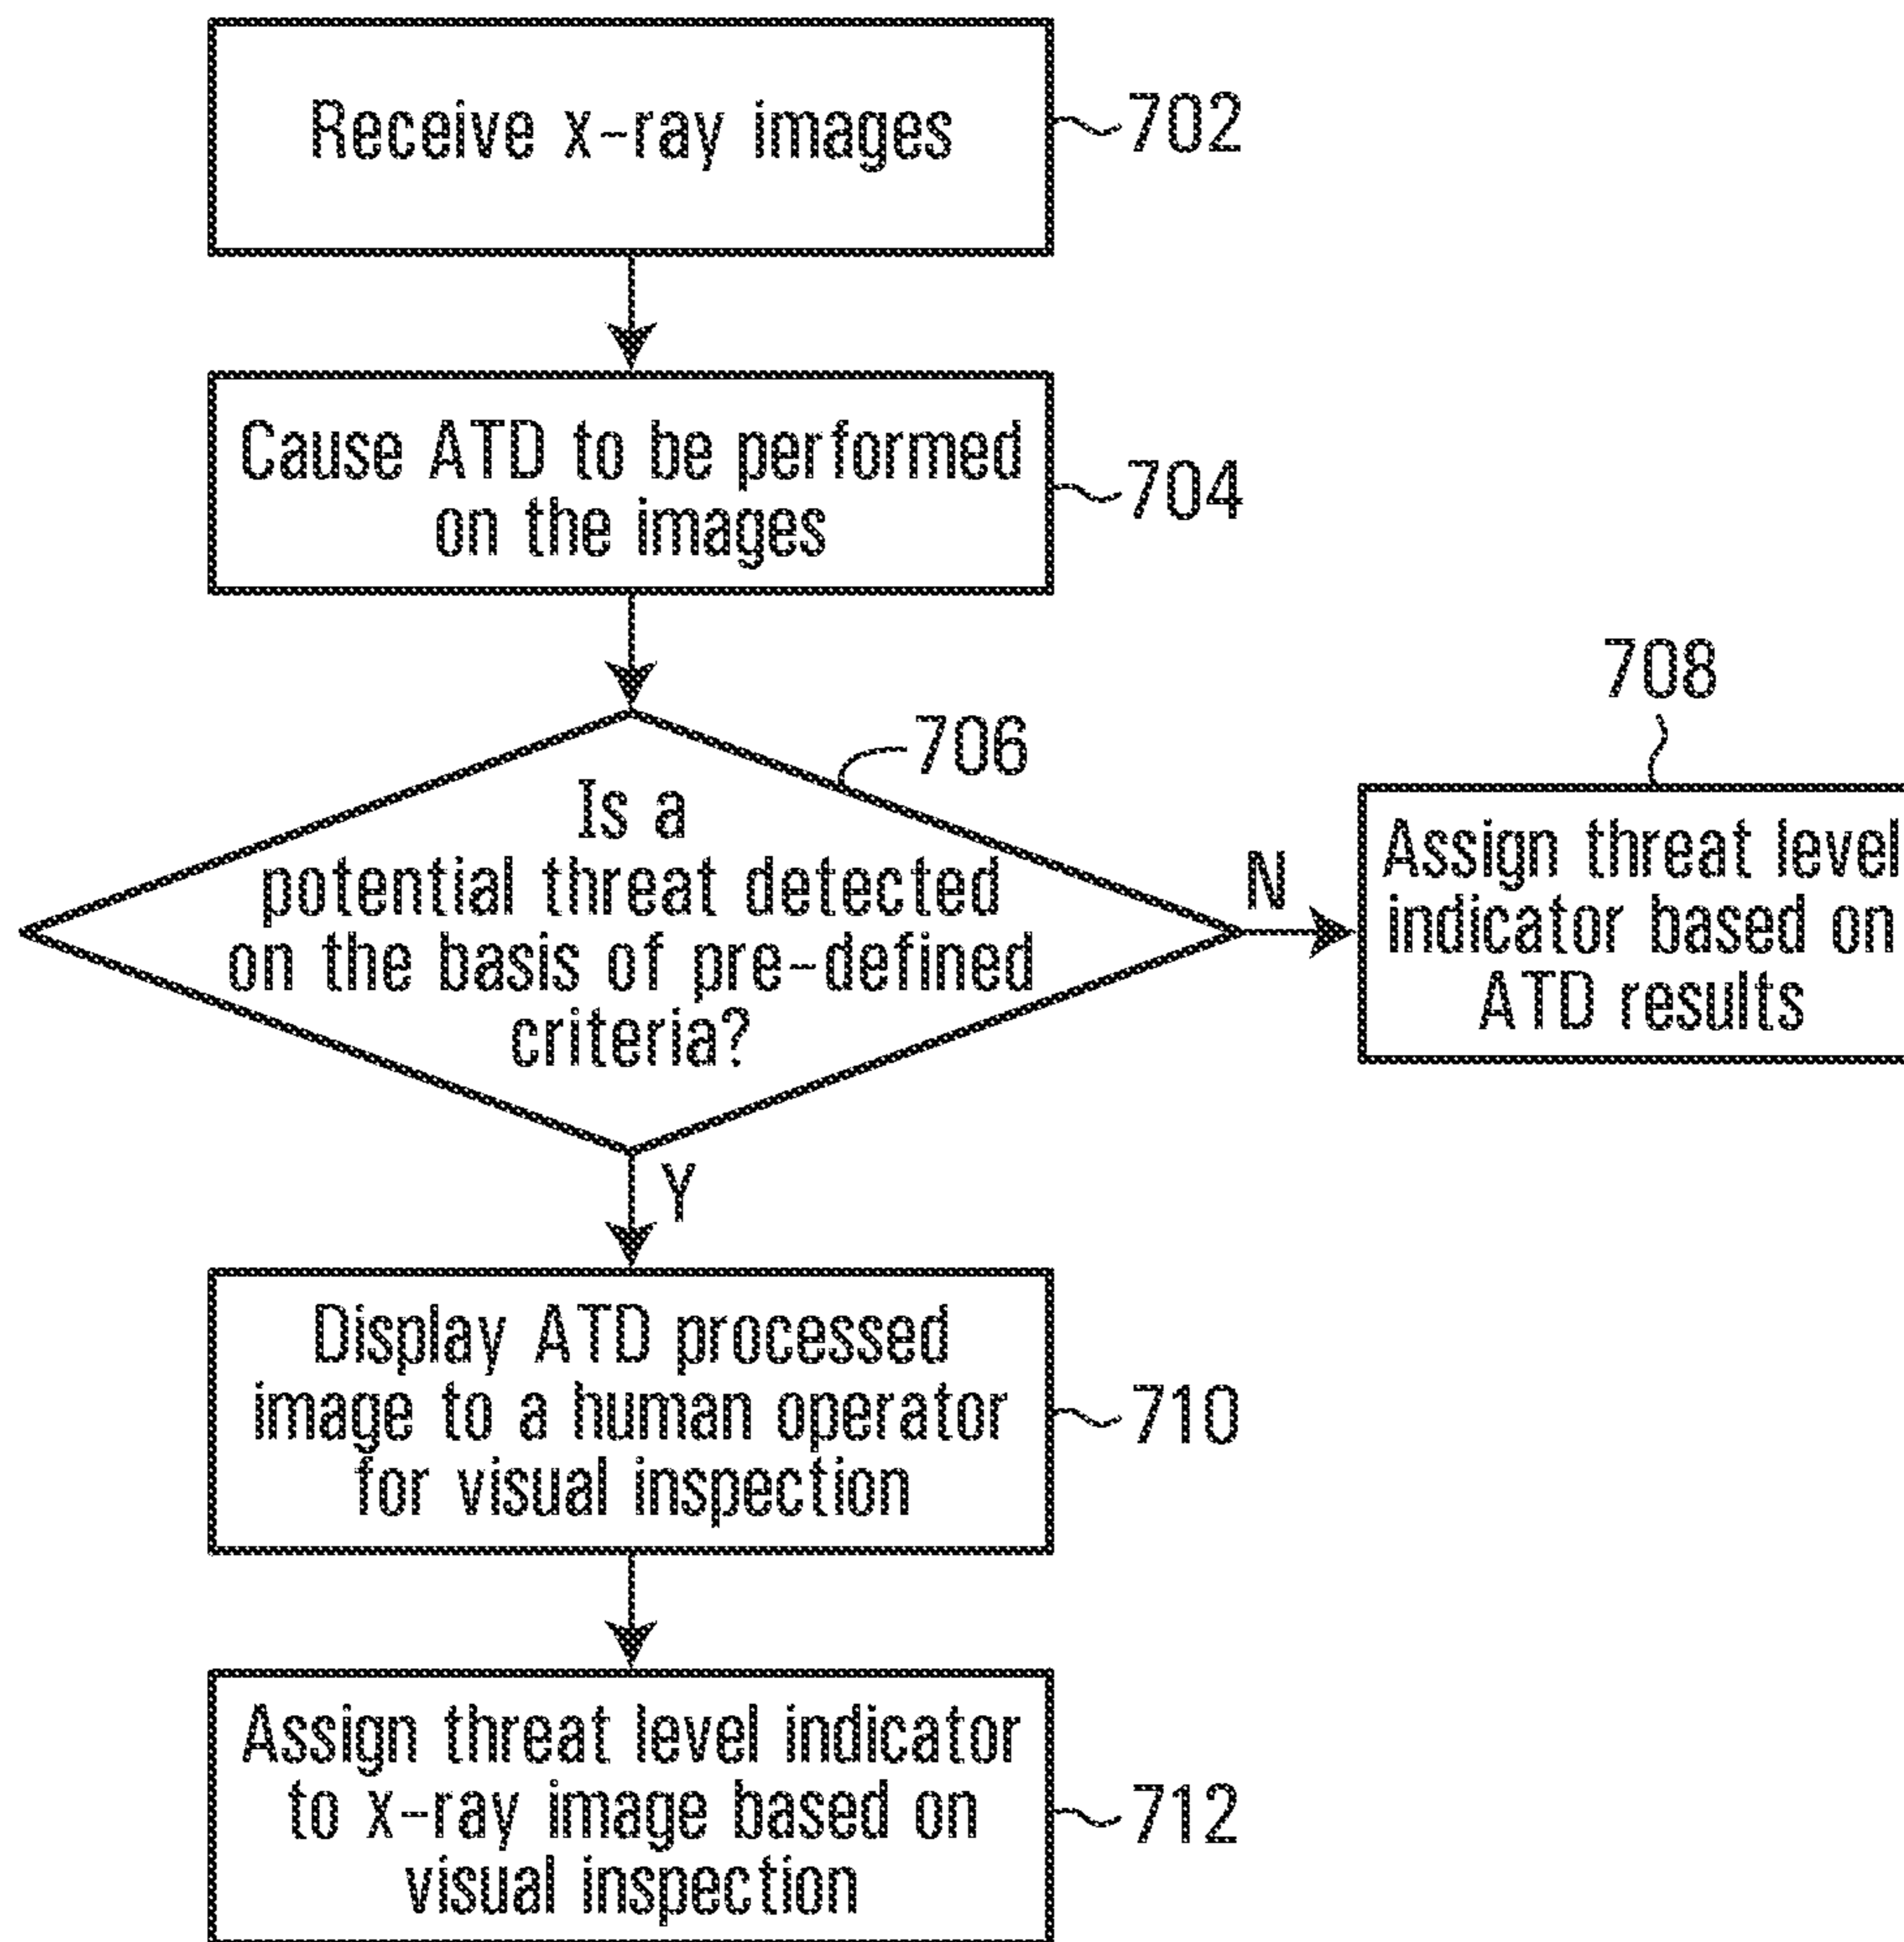 Receive x-ray images
702
Cause ATD to be performed
on the images
704
706
Is a
potential threat detected
on the basis of pre-defined
criteria?
N
708
Assign threat level
indicator based on
ATD results
Y
Display ATD processed
image to a human operator
for visual inspection
710
Assign threat level indicator
to x-ray image based on
visual inspection
712